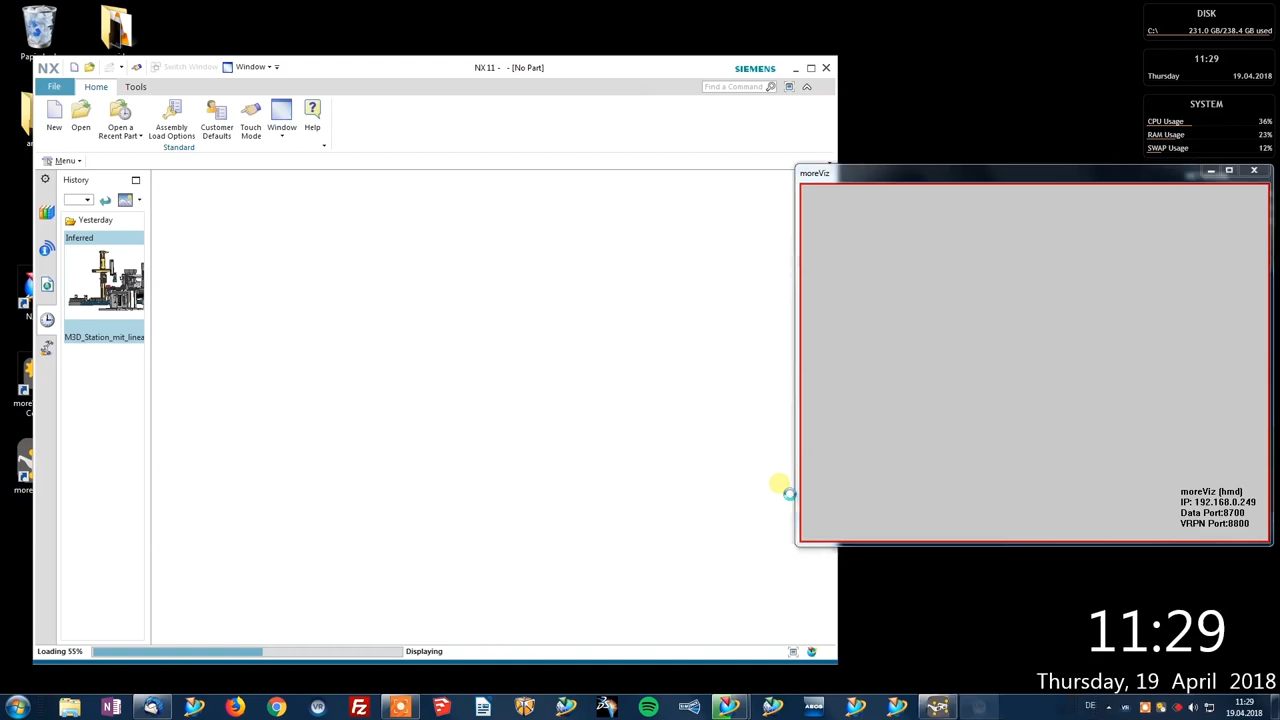 DISK
C:\ 231.0 GB/238.4 GB used
11:29
Thursday 19.04.2018
SYSTEM
CPU Usage 36%
RAM Usage 23%
SWAP Usage 12%
NX Switch Window Window NX 11 - - [No Part] SIEMENS
File Home Tools Find a Command
New Open Open a Recent Part Assembly Load Options Customer Defaults Touch Mode Window Help
Standard
Menu
History
Yesterday
Inferred
M3D_Station_mit_linea
moreViz
moreViz [hmd]
IP: 192.168.0.249
Data Port:8700
VRPN Port:8800
Loading 55% Displaying
11:29
Thursday, 19 April 2018
DE
11:29
19.04.2018